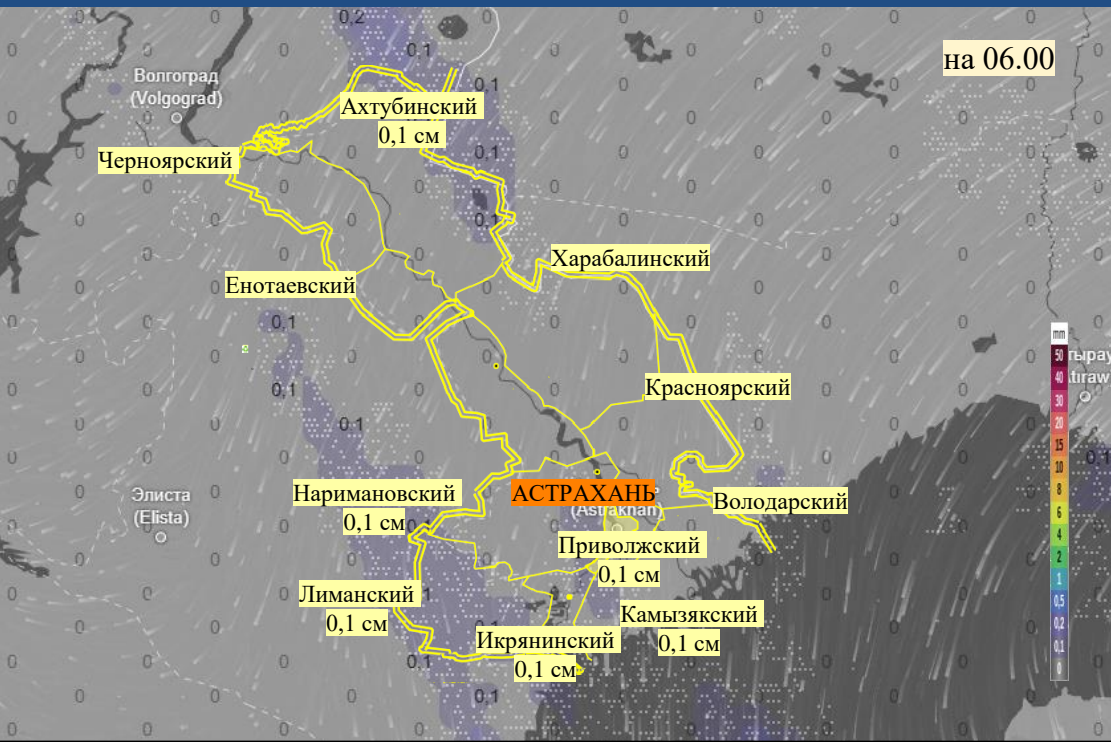 на 06.00
Волгоград
(Volgograd)
Ахтубинский
0,1 см
Черноярский
Харабалинский
Енотаевский
mm
50
40
30
20
15
10
8
6
4
2
1
0,5
0,2
0,1
0
Красноярский
Элиста
(Elista)
Наримановский
0,1 см
АСТРАХАНЬ
(Astrakhan)
Володарский
Приволжский
0,1 см
Лиманский
0,1 см
Камызякский
0,1 см
Икрянинский
0,1 см